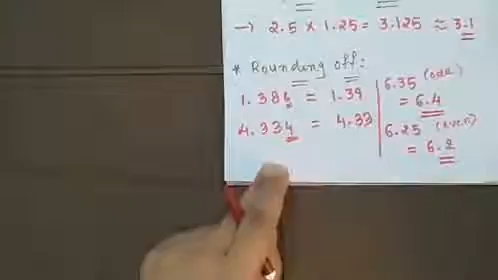 → 2.5 x 1.25 = 3.125 ≈ 3.1
* Rounding off:
1.386 = 1.39
4.334 = 4.33
6.35 (odd)
= 6.4
6.25 (even)
= 6.2